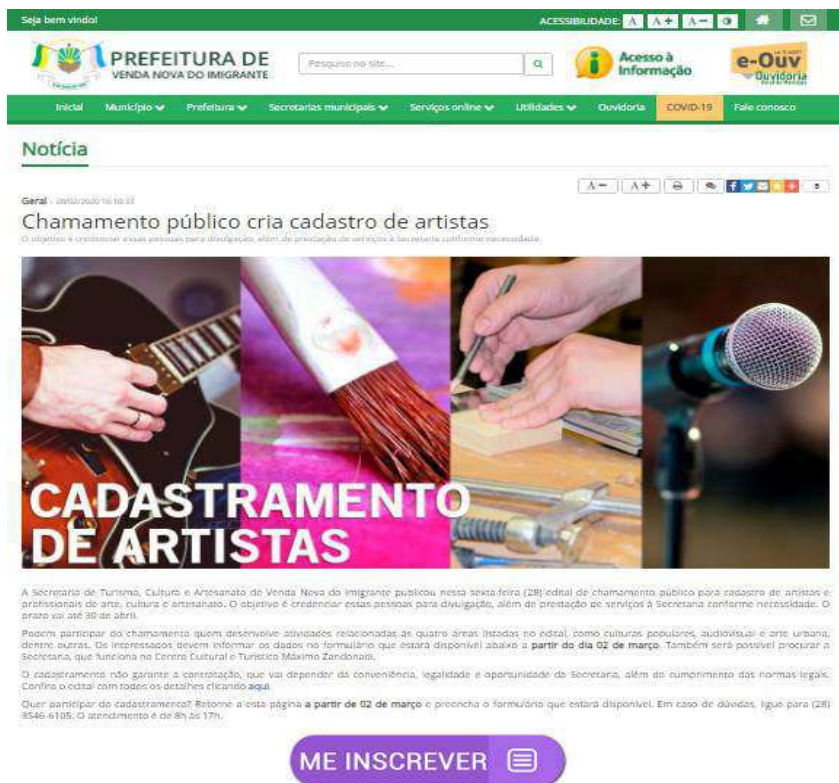 Seja bem vindo!
ACESSIBILIDADE: A A+ A-
PREFEITURA DE
VENDA NOVA DO IMIGRANTE
Pesquise no site...
Acesso à
Informação
e-Ouv
Ouvidoria
Inicial Município Prefeitura Secretarias municipais Serviços online Utilidades Ouvidoria COVID-19 Fale conosco
Notícia
A- A+
Geral - 28/02/2020 16:10:33
Chamamento público cria cadastro de artistas
O objetivo é credenciar essas pessoas para divulgação, além de prestação de serviços à Secretaria conforme necessidade.
CADASTRAMENTO
DE ARTISTAS
A Secretaria de Turismo, Cultura e Artesanato de Venda Nova do Imigrante publicou nessa sexta-feira (28) edital de chamamento público para cadastro de artistas e
profissionais de arte, cultura e artesanato. O objetivo é credenciar essas pessoas para divulgação, além de prestação de serviços à Secretaria conforme necessidade. O
prazo vai até 30 de abril.
Podem participar do chamamento quem desenvolve atividades relacionadas às quatro áreas listadas no edital, como culturas populares, audiovisual e arte urbana,
dentre outras. Os interessados devem informar os dados no formulário que estará disponível abaixo a partir do dia 02 de março. Também será possível procurar a
Secretaria, que funciona no Centro Cultural e Turístico Máximo Zandonadi.
O cadastramento não garante a contratação, que vai depender da conveniência, legalidade e oportunidade da Secretaria, além do cumprimento das normas legais.
Confira o edital com todos os detalhes clicando aqui.
Quer participar do cadastramento? Retorne a esta página a partir de 02 de março e preencha o formulário que estará disponível. Em caso de dúvidas, ligue para (28)
3546-6105. O atendimento é de 8h às 17h.
ME INSCREVER